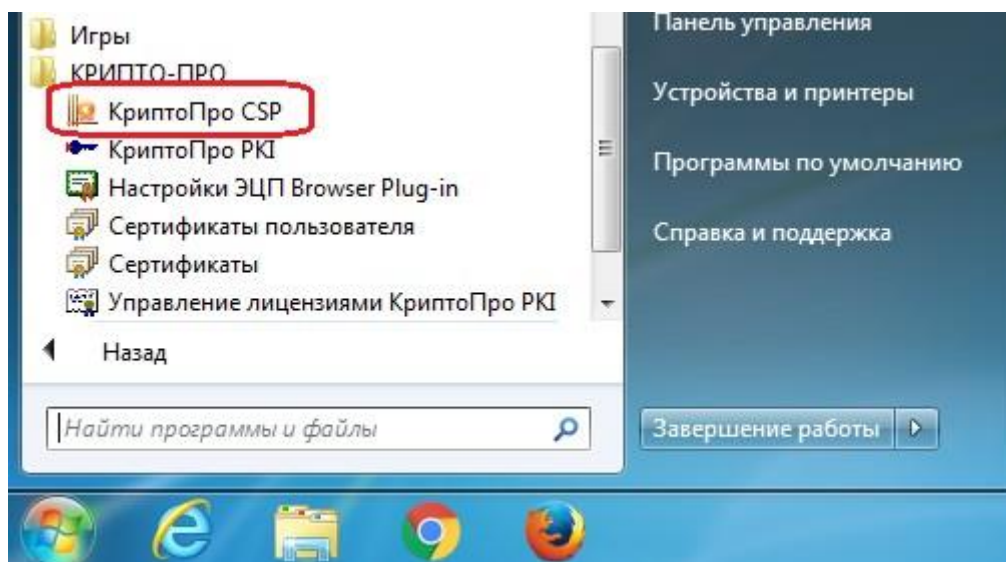 Игры
КРИПТО-ПРО
КриптоПро CSP
КриптоПро PKI
Настройки ЭЦП Browser Plug-in
Сертификаты пользователя
Сертификаты
Управление лицензиями КриптоПро PKI
Назад
Найти программы и файлы
Панель управления
Устройства и принтеры
Программы по умолчанию
Справка и поддержка
Завершение работы